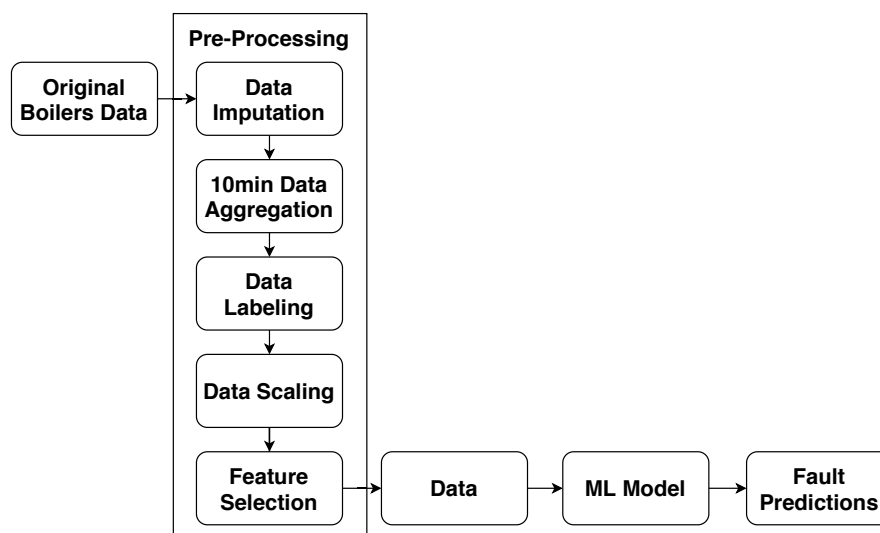 Pre-Processing
Original
Boilers Data
Data
Imputation
10min Data
Aggregation
Data
Labeling
Data Scaling
Feature
Selection
Data
ML Model
Fault
Predictions